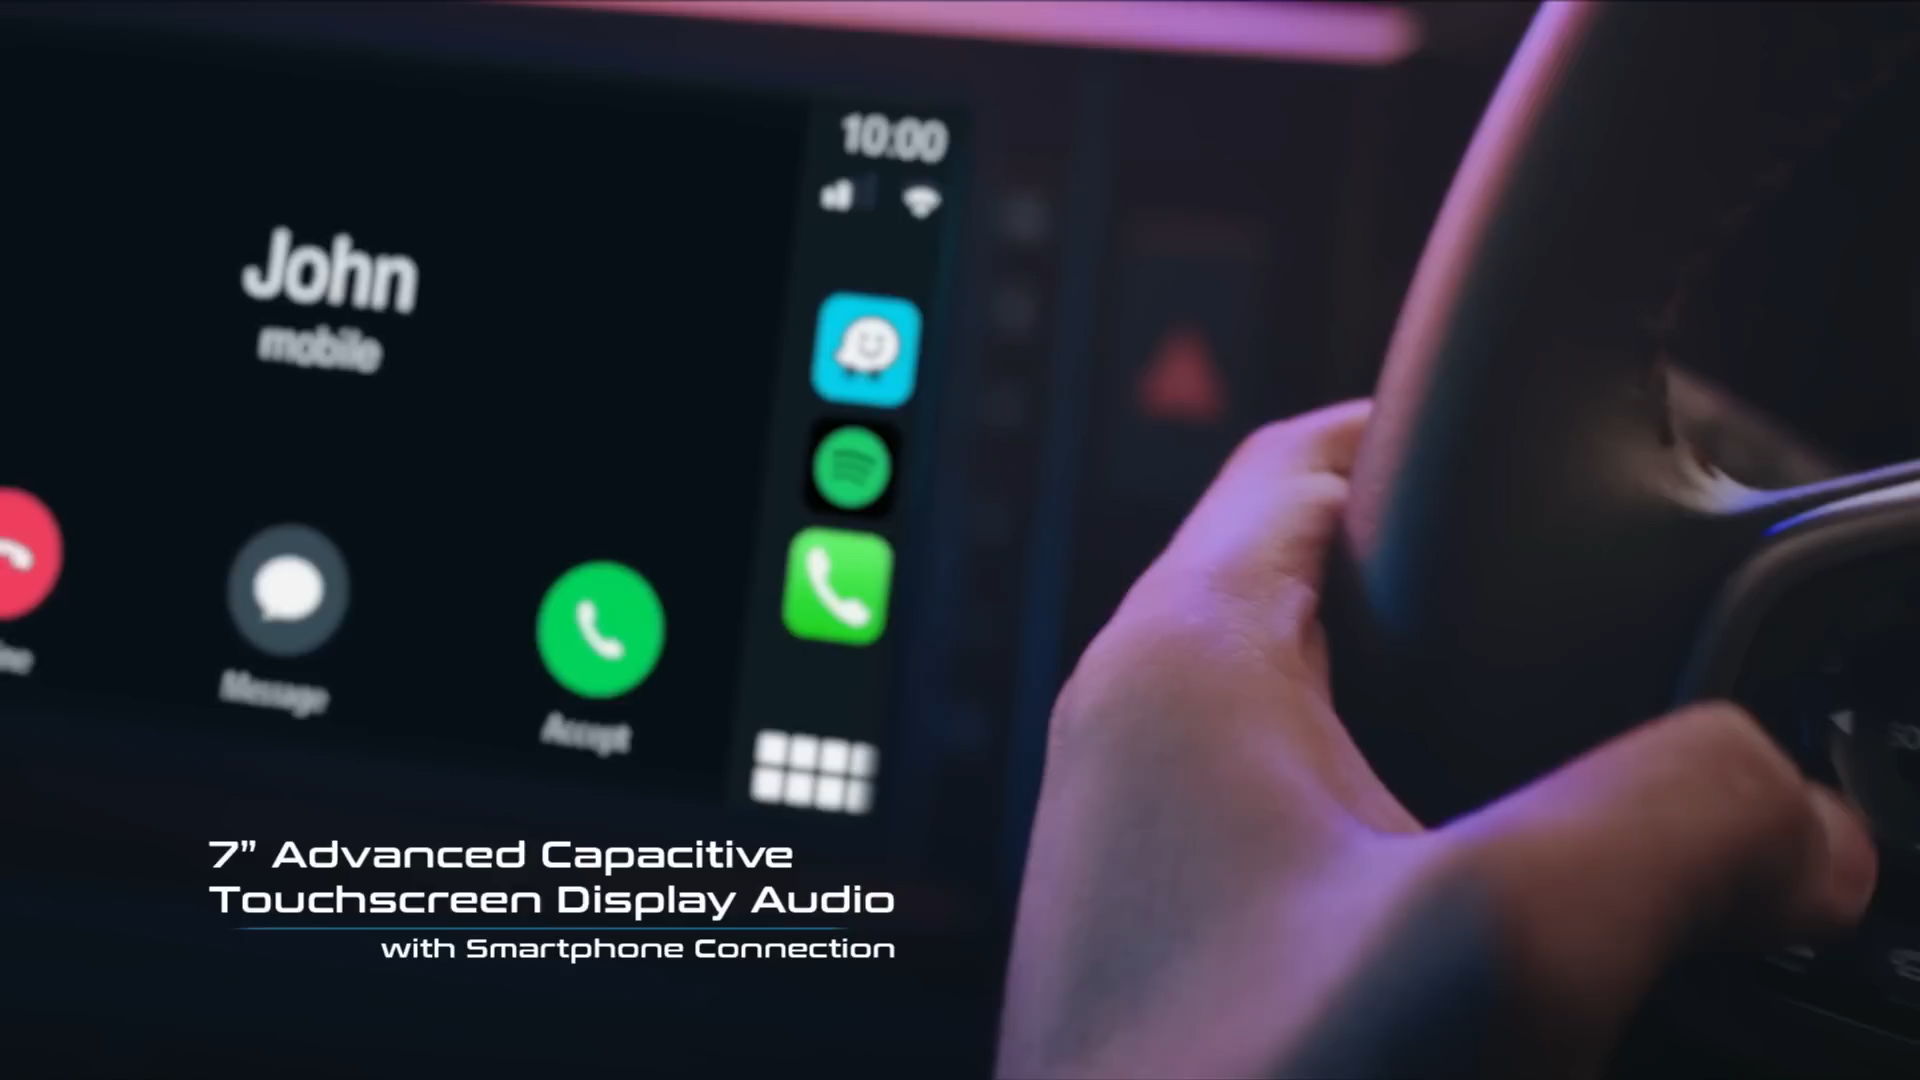 10:00
John
mobile
Message
Accept
7” Advanced Capacitive
Touchscreen Display Audio
with Smartphone Connection